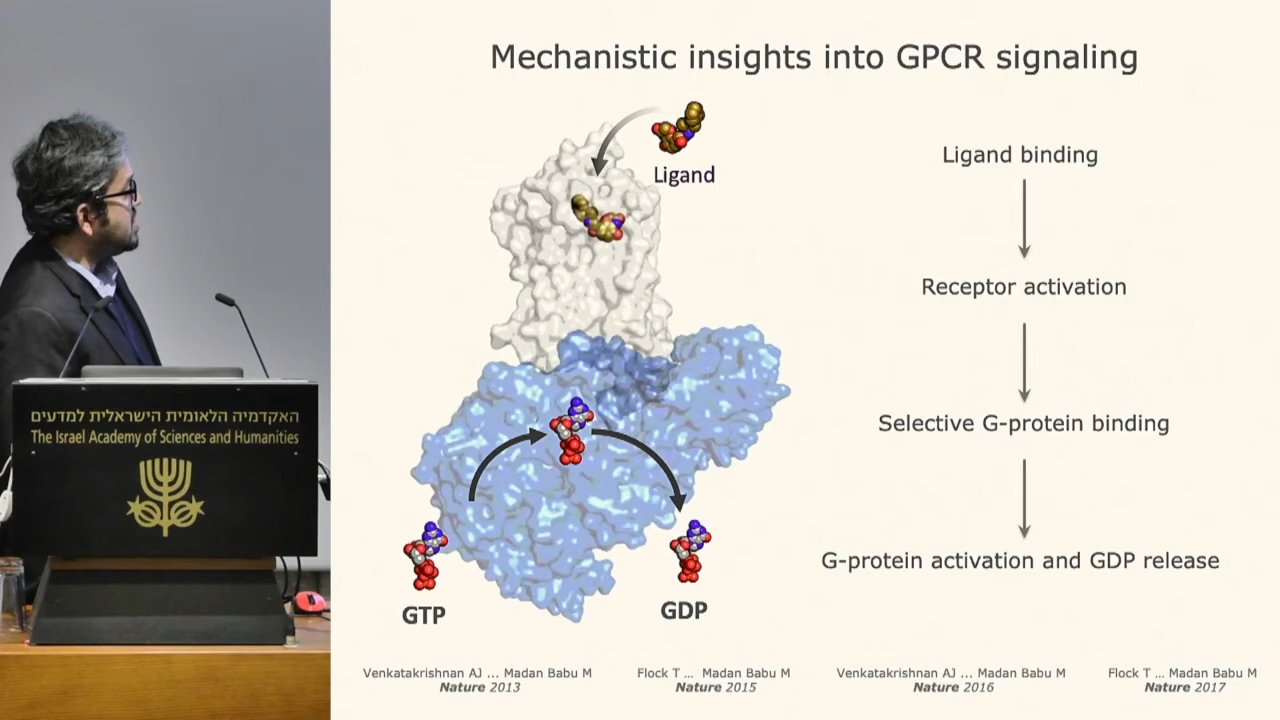 Mechanistic insights into GPCR signaling
Ligand
Ligand binding
Receptor activation
Selective G-protein binding
G-protein activation and GDP release
GTP
GDP
Venkatakrishnan AJ ... Madan Babu M
Nature 2013
Flock T ... Madan Babu M
Nature 2015
Venkatakrishnan AJ ... Madan Babu M
Nature 2016
Flock T ... Madan Babu M
Nature 2017
האקדמיה הלאומית הישראלית למדעים
The Israel Academy of Sciences and Humanities